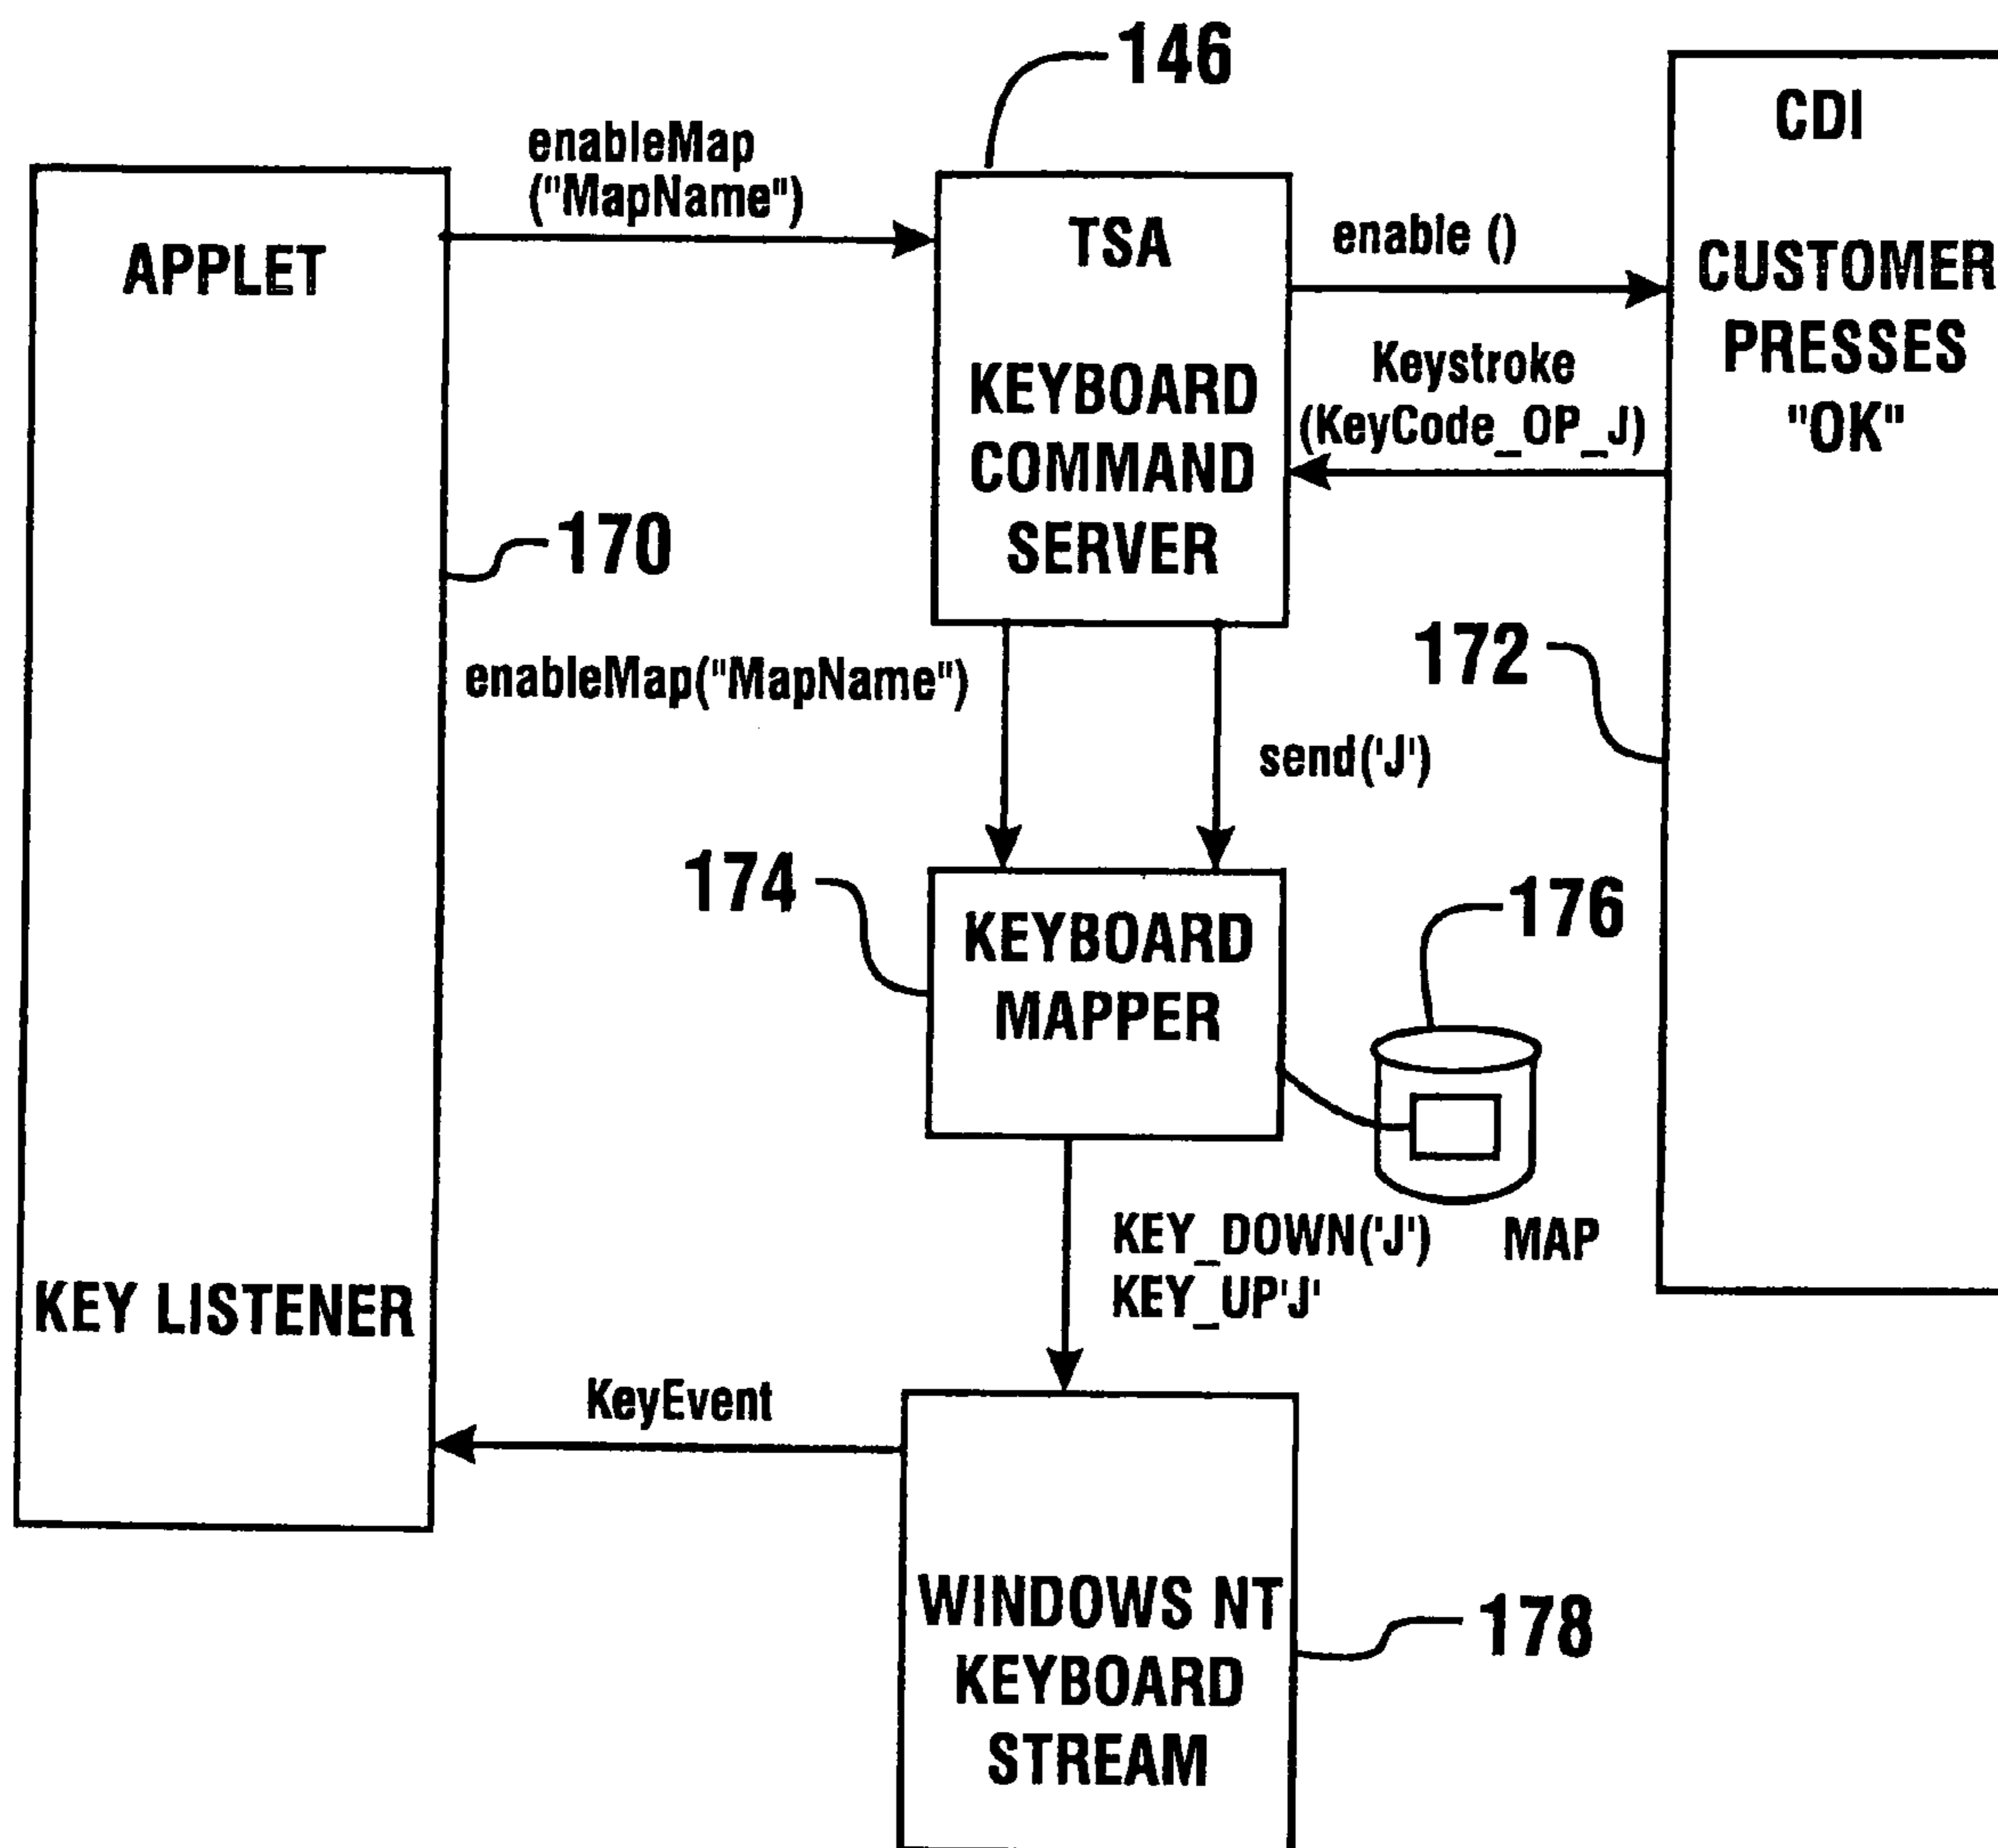 146
CDI
enableMap
("MapName")
APPLET
TSA
enable ()
CUSTOMER
PRESSES
"OK"
Keystroke
(KeyCode_OP_J)
KEYBOARD
COMMAND
SERVER
170
172
enableMap("MapName")
send('J')
174
KEYBOARD
MAPPER
176
KEY_DOWN('J')
KEY_UP'J'
MAP
KEY LISTENER
KeyEvent
WINDOWS NT
KEYBOARD
STREAM
178